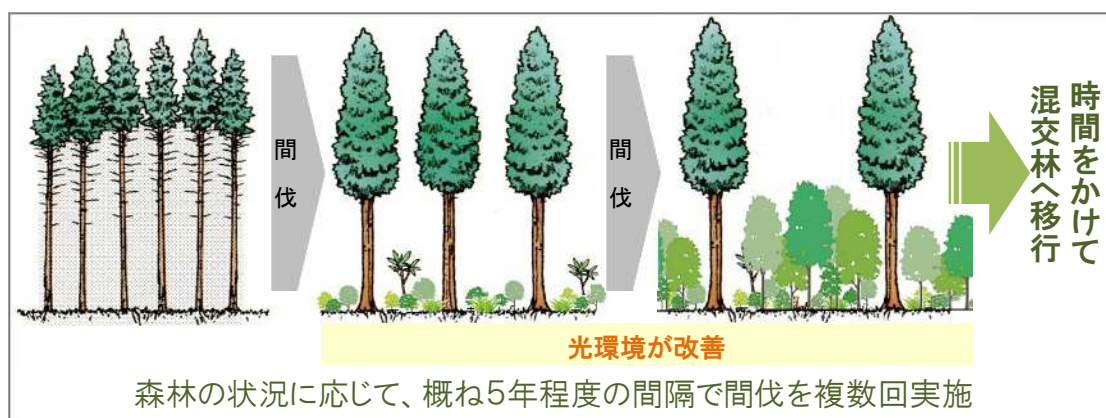 間伐
間伐
時間をかけて
混交林へ移行
光環境が改善
森林の状況に応じて、概ね5年程度の間隔で間伐を複数回実施